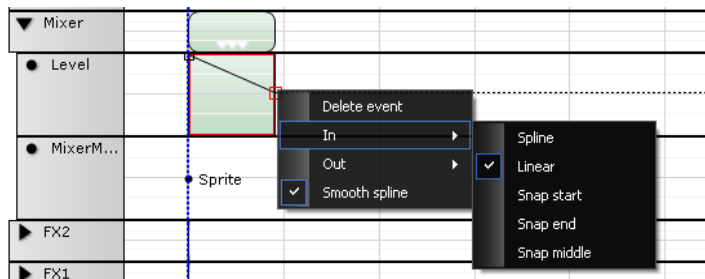 Mixer
Level
MixerM...
Sprite
FX2
FX1
Delete event
In
Out
Smooth spline
Spline
Linear
Snap start
Snap end
Snap middle